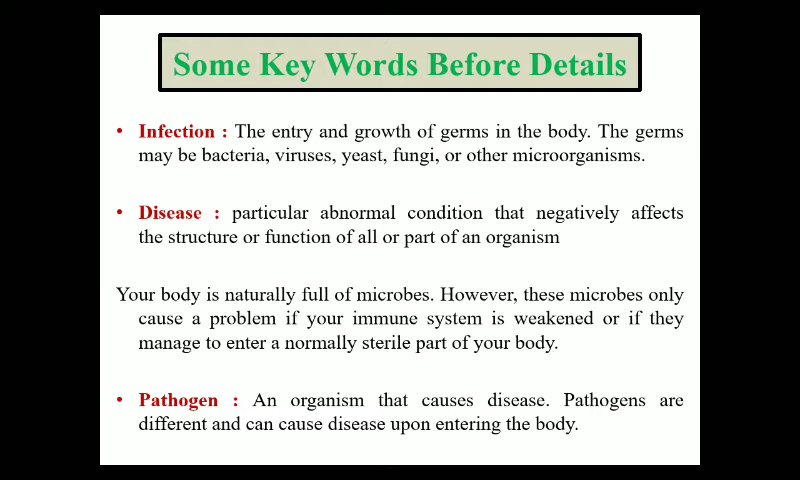 Some Key Words Before Details
• Infection : The entry and growth of germs in the body. The germs
may be bacteria, viruses, yeast, fungi, or other microorganisms.
• Disease : particular abnormal condition that negatively affects
the structure or function of all or part of an organism
Your body is naturally full of microbes. However, these microbes only
cause a problem if your immune system is weakened or if they
manage to enter a normally sterile part of your body.
• Pathogen : An organism that causes disease. Pathogens are
different and can cause disease upon entering the body.